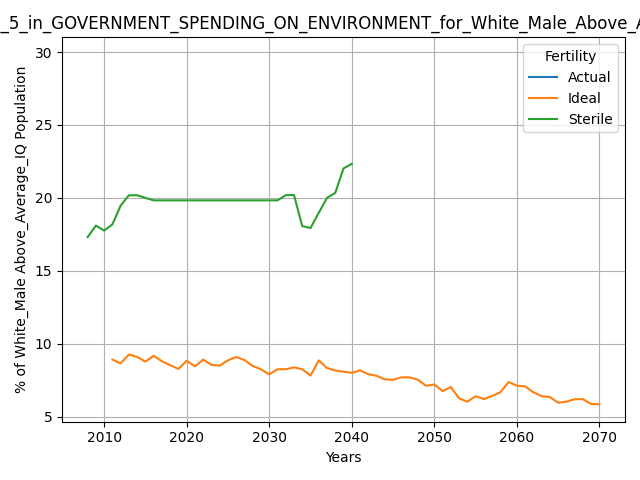 _5_in_GOVERNMENT_SPENDING_ON_ENVIRONMENT_for_White_Male_Above_A
Fertility
Actual
Ideal
Sterile
% of White_Male Above_Average_IQ Population
30
25
20
15
10
5
2010 2020 2030 2040 2050 2060 2070
Years